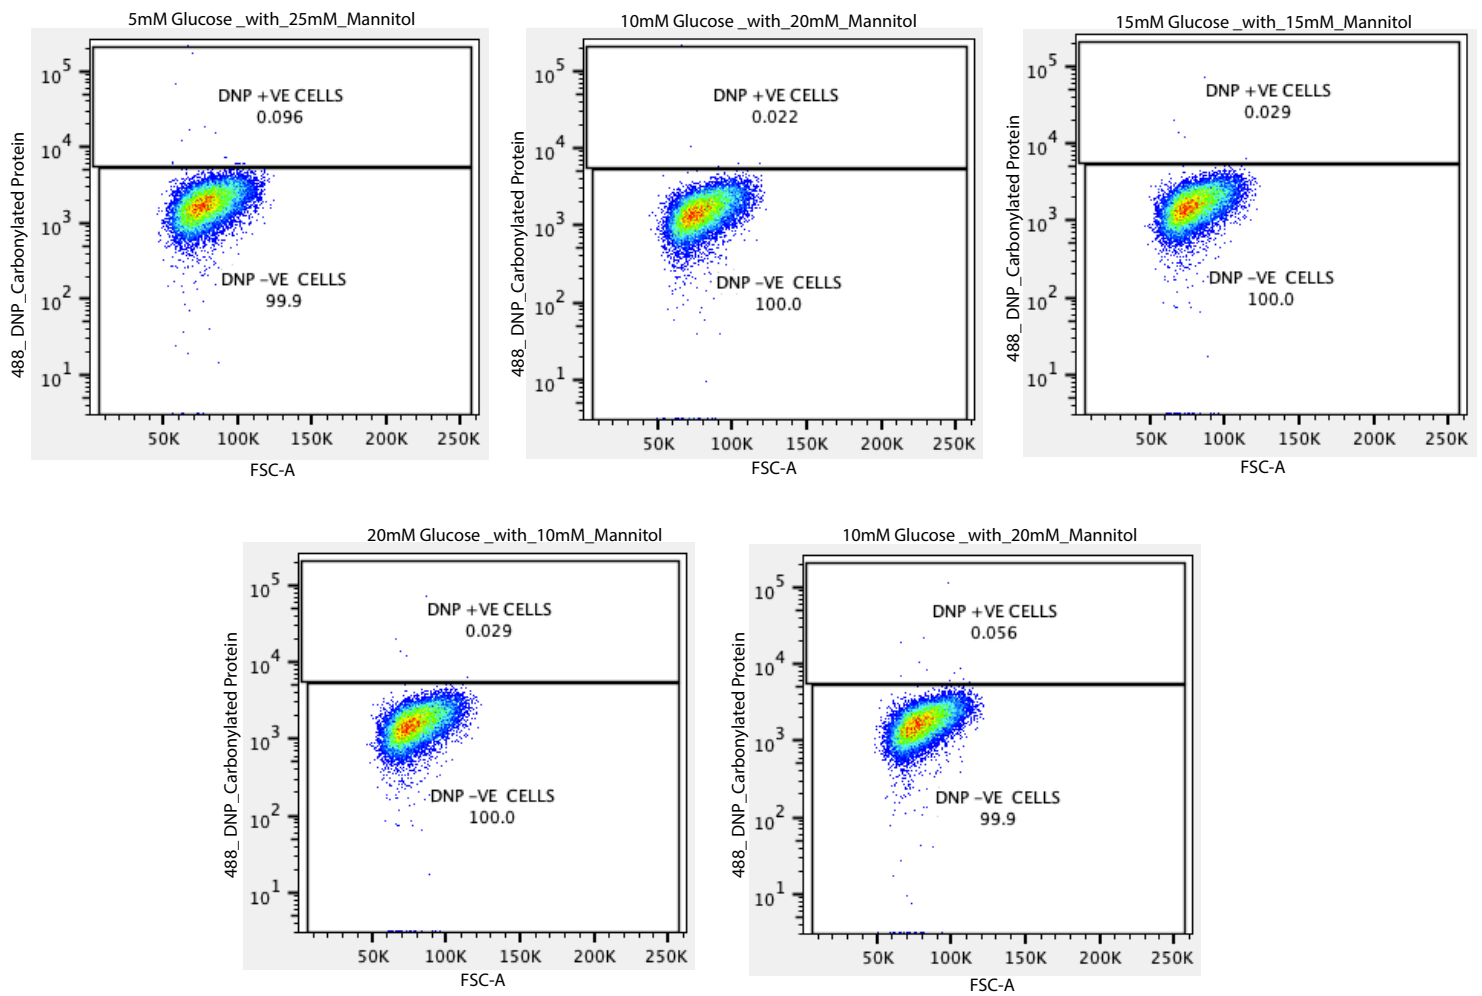 5mM Glucose _with_25mM_Mannitol
488_ DNP_Carbonylated Protein
10^5
10^4
10^3
10^2
10^1
DNP +VE CELLS
0.096
DNP –VE  CELLS
99.9
50K 100K 150K 200K 250K
FSC-A
10mM Glucose _with_20mM_Mannitol
488_ DNP_Carbonylated Protein
10^5
10^4
10^3
10^2
10^1
DNP +VE CELLS
0.022
DNP –VE  CELLS
100.0
50K 100K 150K 200K 250K
FSC-A
15mM Glucose _with_15mM_Mannitol
488_ DNP_Carbonylated Protein
10^5
10^4
10^3
10^2
10^1
DNP +VE CELLS
0.029
DNP –VE  CELLS
100.0
50K 100K 150K 200K 250K
FSC-A
20mM Glucose _with_10mM_Mannitol
488_ DNP_Carbonylated Protein
10^5
10^4
10^3
10^2
10^1
DNP +VE CELLS
0.029
DNP –VE  CELLS
100.0
50K 100K 150K 200K 250K
FSC-A
10mM Glucose _with_20mM_Mannitol
488_ DNP_Carbonylated Protein
10^5
10^4
10^3
10^2
10^1
DNP +VE CELLS
0.056
DNP –VE  CELLS
99.9
50K 100K 150K 200K 250K
FSC-A